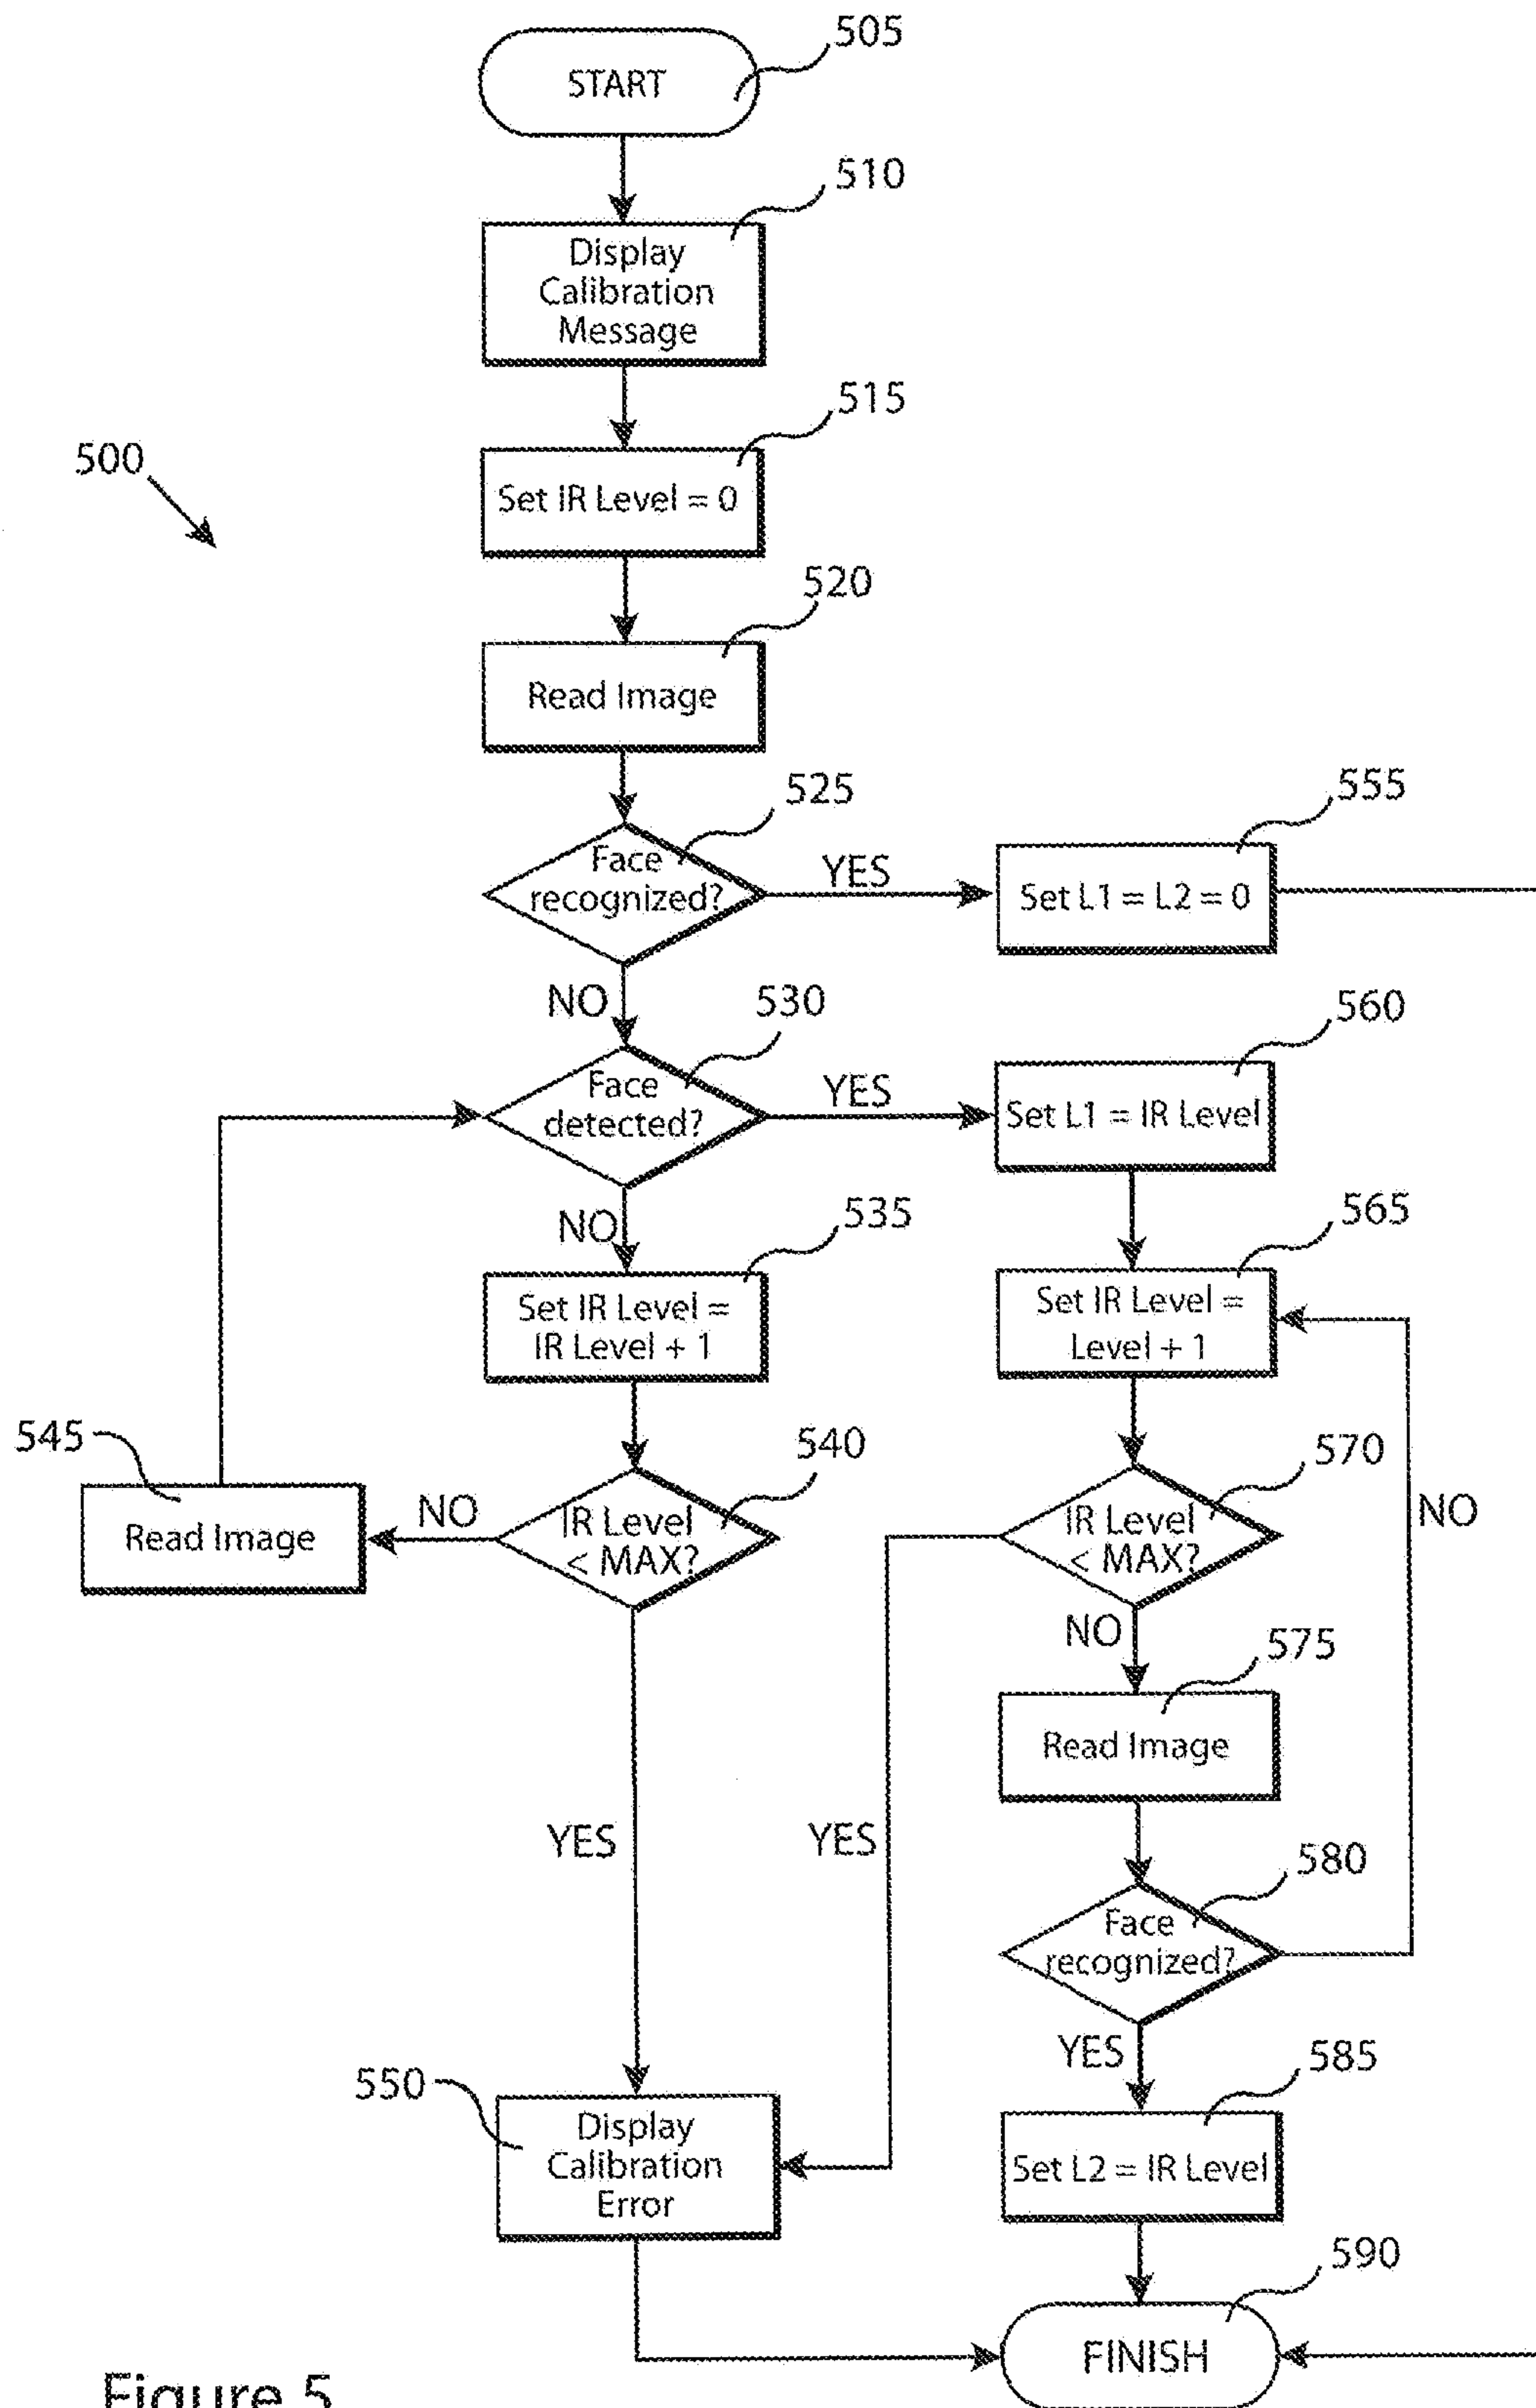 505
START
510
Display
Calibration
Message
515
500
Set IR Level = 0
520
Read Image
525
555
Face
recognized?
YES
Set L1 = L2 = 0
NO
530
560
Face
detected?
YES
Set L1 = IR Level
NO
535
565
Set IR Level =
IR Level + 1
Set IR Level =
Level + 1
545
540
570
Read Image
NO
IR Level
< MAX?
IR Level
< MAX?
NO
NO
575
Read Image
YES
YES
580
Face
recognized?
YES
550
585
Display
Calibration
Error
Set L2 = IR Level
590
FINISH
Figure 5